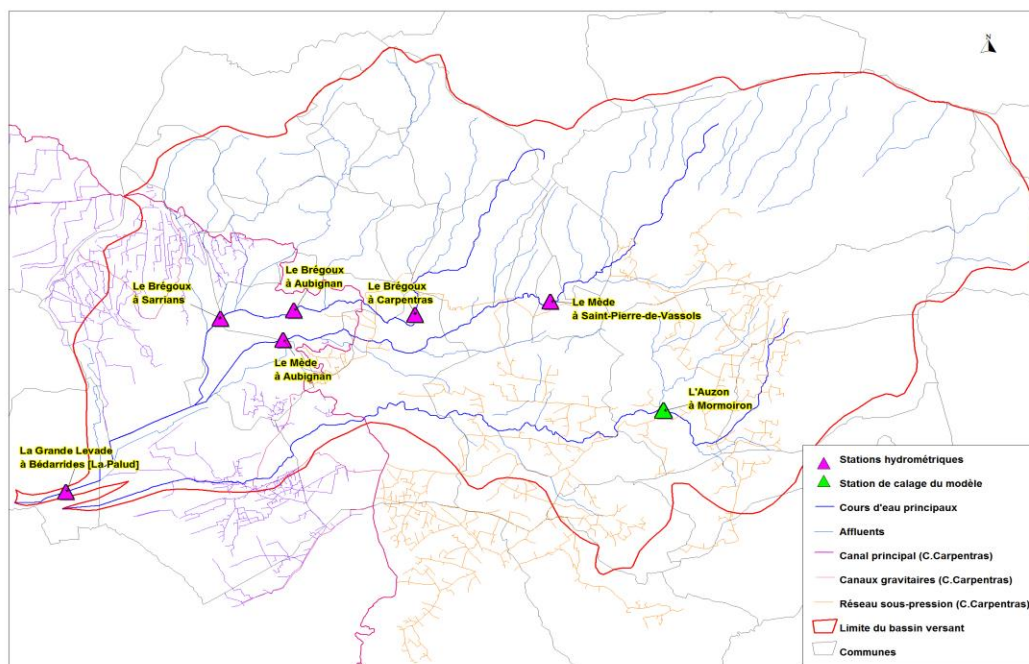 N
Le Brégoux
à Sarrians
Le Brégoux
à Aubignan
Le Brégoux
à Carpentras
Le Mède
à Saint-Pierre-de-Vassols
Le Mède
à Aubignan
L'Auzon
à Mormoiron
La Grande Levade
à Bédarrides [La Palud]
Stations hydrométriques
Station de calage du modèle
Cours d'eau principaux
Affluents
Canal principal (C.Carpentras)
Canaux gravitaires (C.Carpentras)
Réseau sous-pression (C.Carpentras)
Limite du bassin versant
Communes